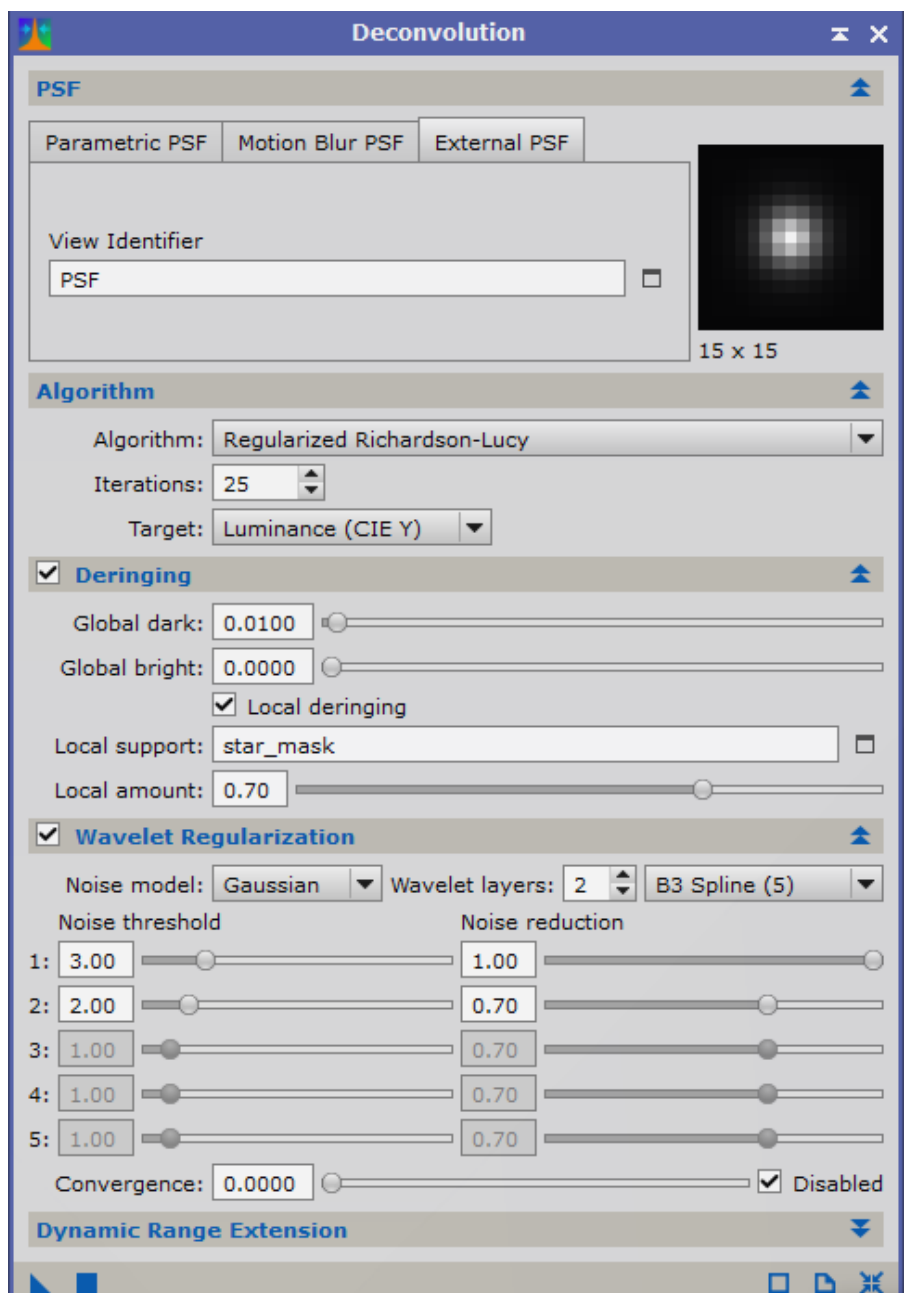 Deconvolution
PSF
Parametric PSF Motion Blur PSF External PSF
View Identifier
PSF
15 x 15
Algorithm
Algorithm: Regularized Richardson-Lucy
Iterations: 25
Target: Luminance (CIE Y)
Deringing
Global dark: 0.0100
Global bright: 0.0000
Local deringing
Local support: star_mask
Local amount: 0.70
Wavelet Regularization
Noise model: Gaussian Wavelet layers: 2 B3 Spline (5)
Noise threshold Noise reduction
1: 3.00 1.00
2: 2.00 0.70
3: 1.00 0.70
4: 1.00 0.70
5: 1.00 0.70
Convergence: 0.0000 Disabled
Dynamic Range Extension